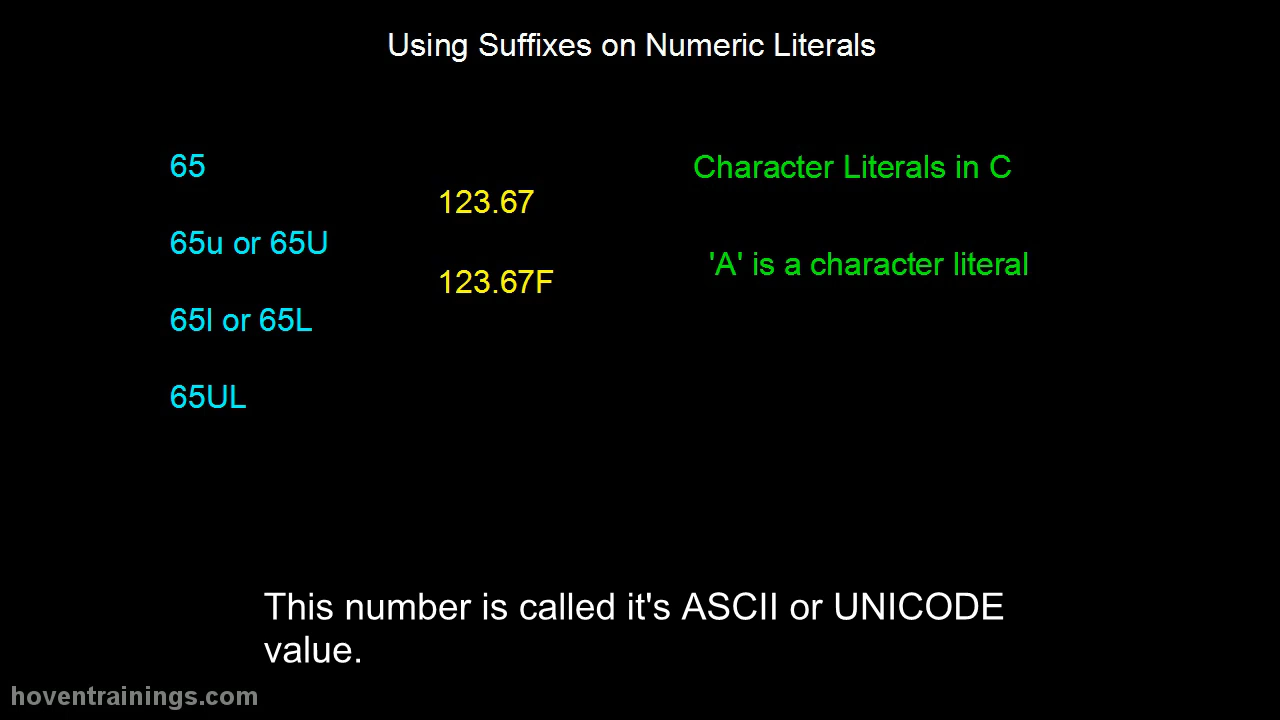 Using Suffixes on Numeric Literals
65
65u or 65U
65l or 65L
65UL
123.67
123.67F
Character Literals in C
'A' is a character literal
This number is called it's ASCII or UNICODE
value.
hoventrainings.com